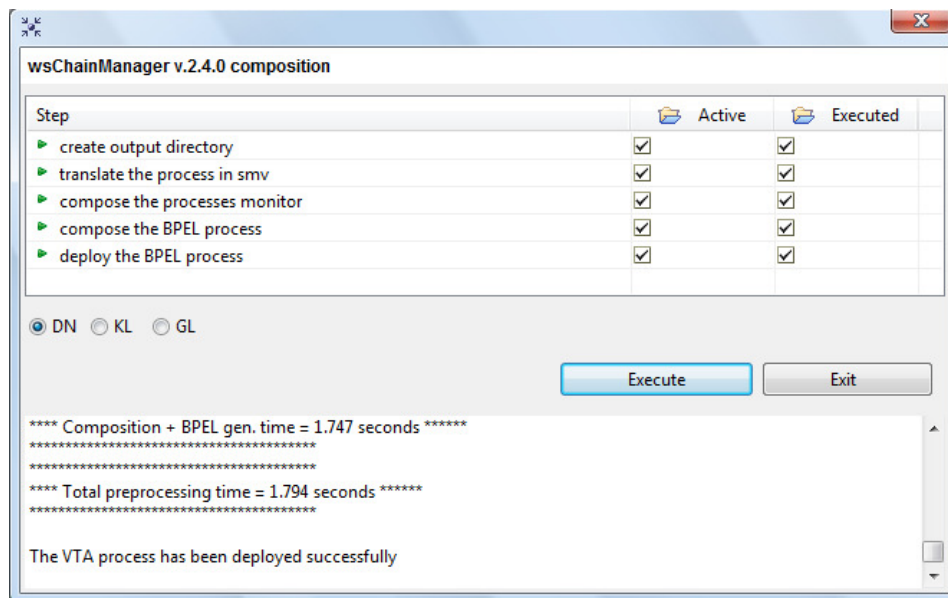 wsChainManager v.2.4.0 composition
Step Active Executed
create output directory
translate the process in smv
compose the processes monitor
compose the BPEL process
deploy the BPEL process
DN KL GL
Execute Exit
**** Composition + BPEL gen. time = 1.747 seconds ******
****************************************
****************************************
**** Total preprocessing time = 1.794 seconds ******
****************************************
The VTA process has been deployed successfully